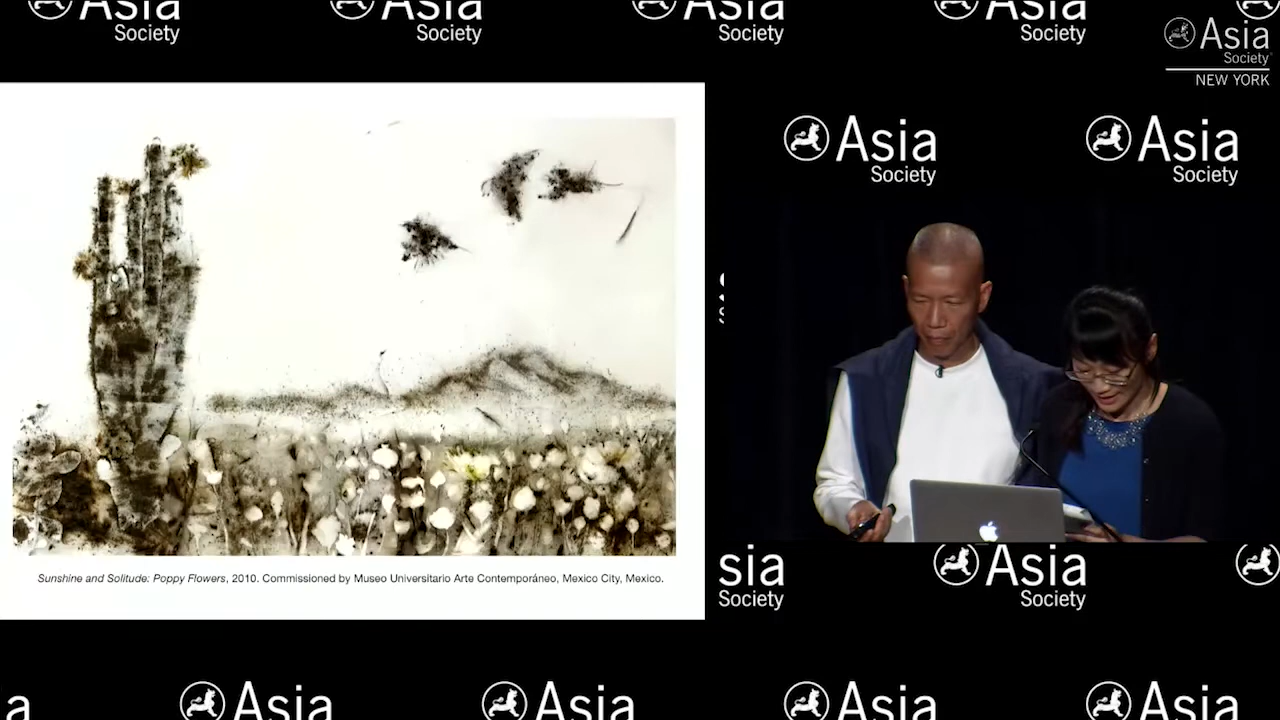 Asia
Society
Asia
Society
Asia
Society
Asia
Society
Asia
Society
NEW YORK
Asia
Society
Asia
Society
Sunshine and Solitude: Poppy Flowers, 2010. Commissioned by Museo Universitario Arte Contemporáneo, Mexico City, Mexico.
sia
Society
Asia
Society
a
Asia
Asia
Asia
Asia